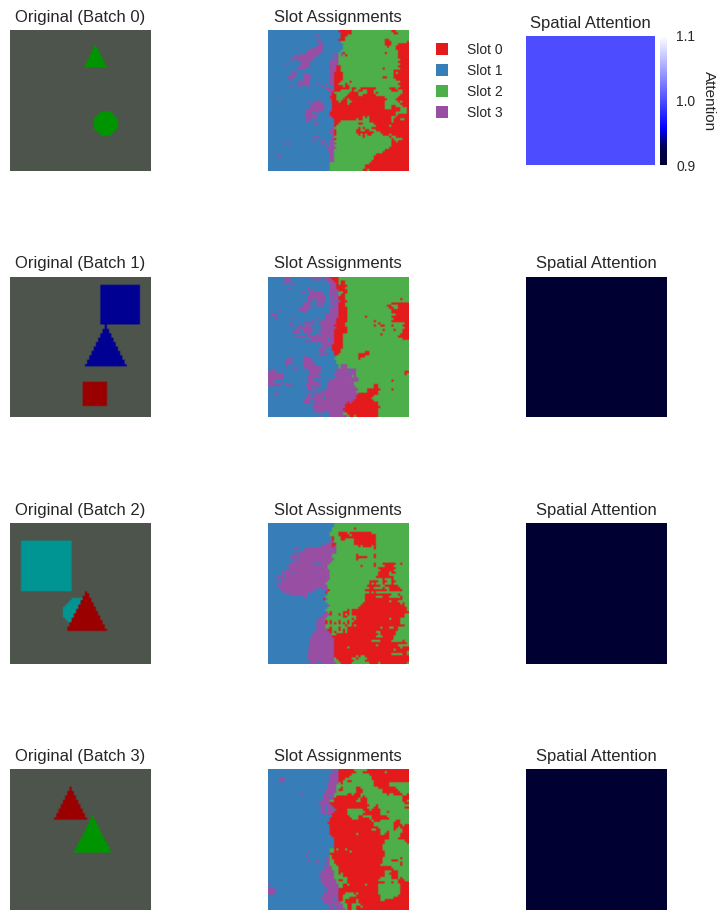 Original (Batch 0)
Slot Assignments
Spatial Attention
Slot 0
Slot 1
Slot 2
Slot 3
1.1
1.0
0.9
Attention
Original (Batch 1)
Slot Assignments
Spatial Attention
Original (Batch 2)
Slot Assignments
Spatial Attention
Original (Batch 3)
Slot Assignments
Spatial Attention